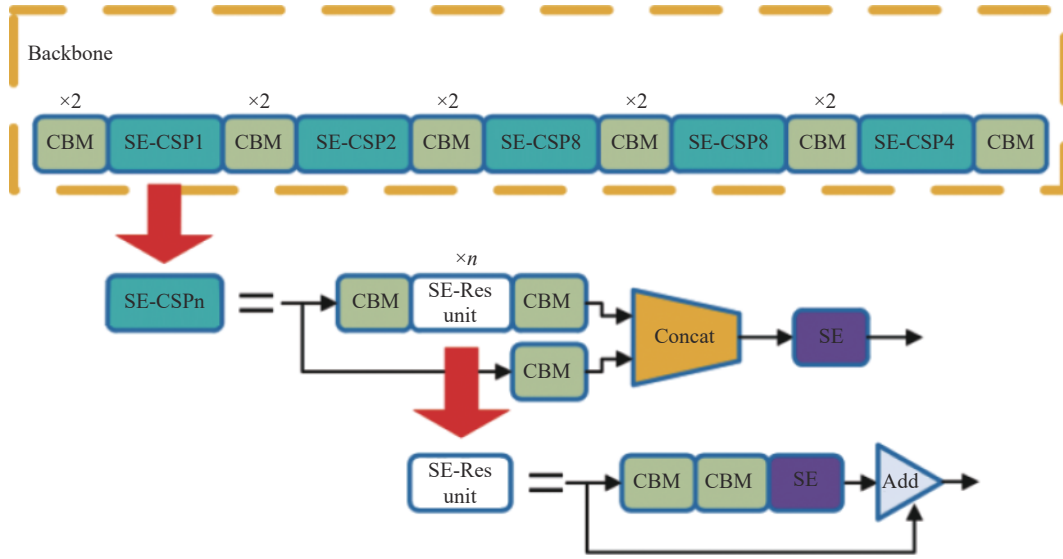 Backbone
×2 ×2 ×2 ×2 ×2
CBM SE-CSP1 CBM SE-CSP2 CBM SE-CSP8 CBM SE-CSP8 CBM SE-CSP4 CBM
×n
SE-CSPn = CBM SE-Res unit CBM
Concat SE
CBM
SE-Res unit = CBM CBM SE Add